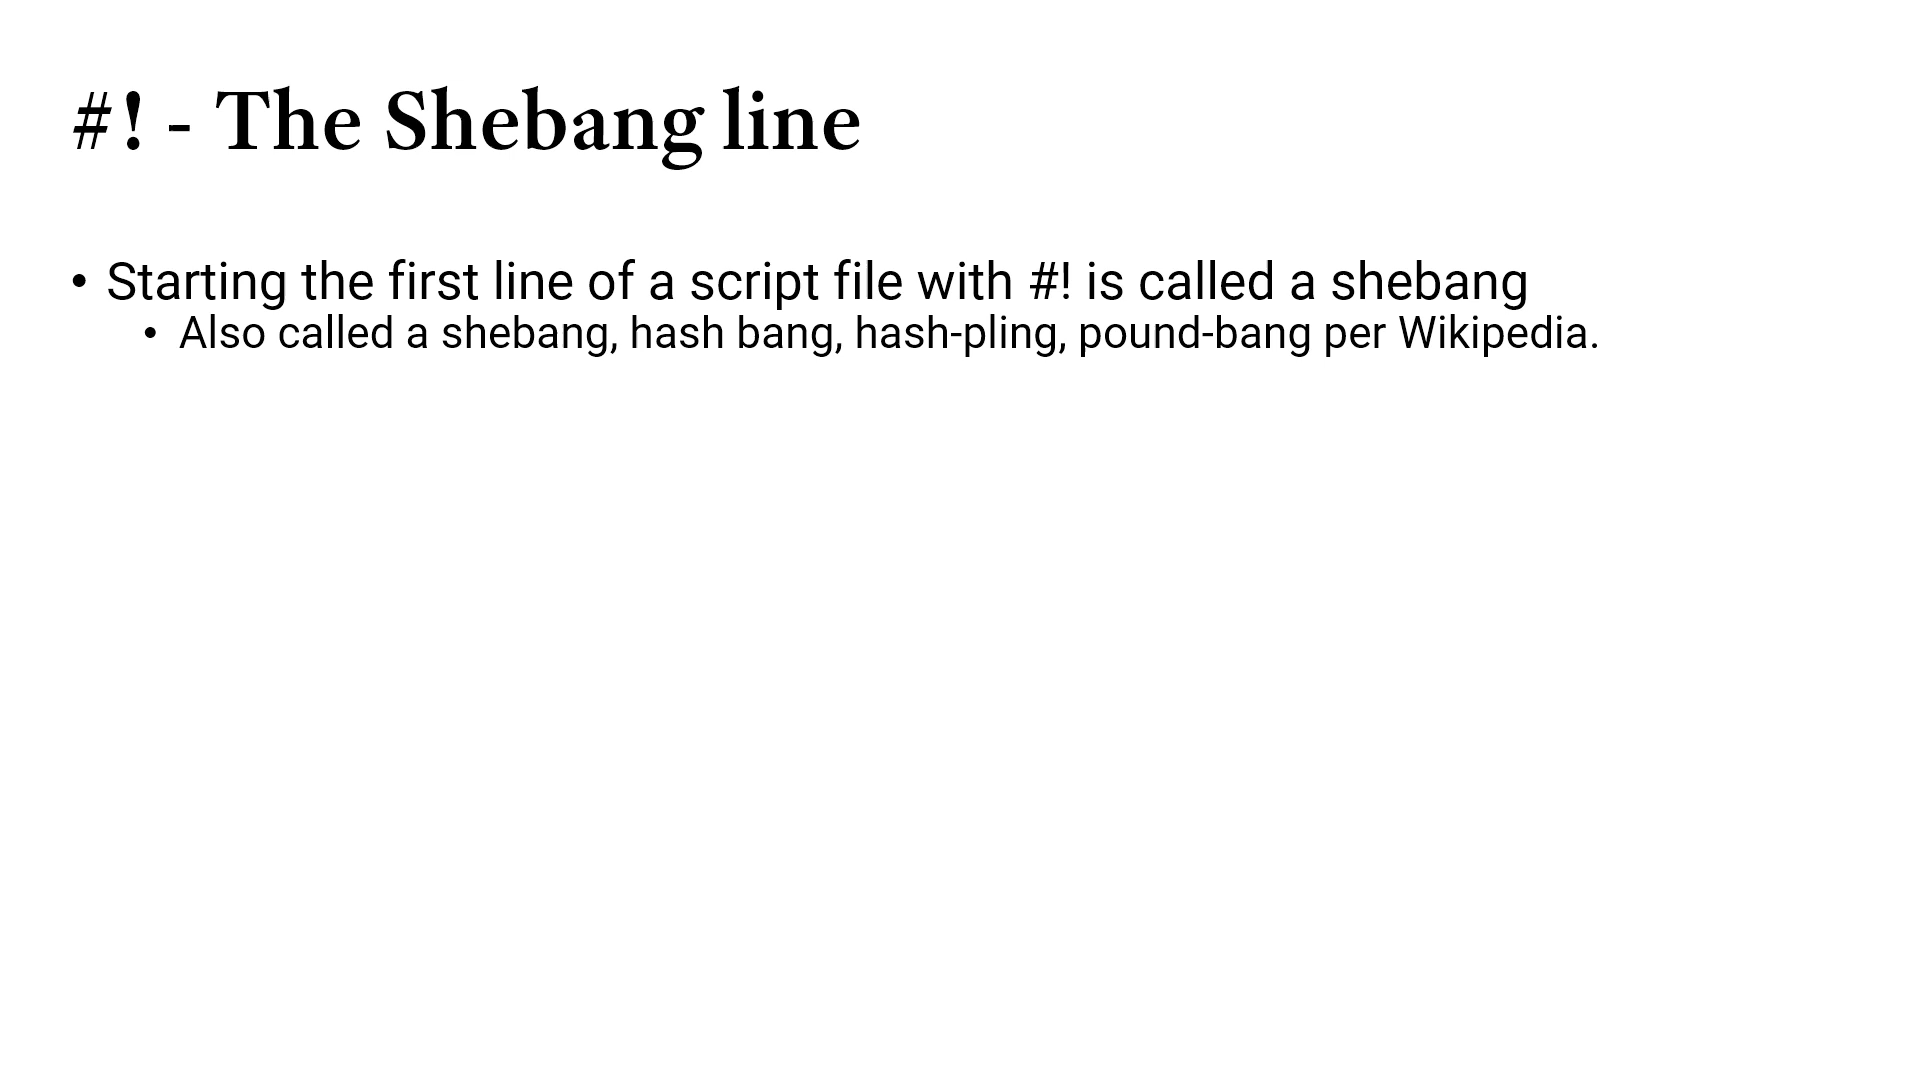 #! - The Shebang line
• Starting the first line of a script file with #! is called a shebang
• Also called a shebang, hash bang, hash-pling, pound-bang per Wikipedia.